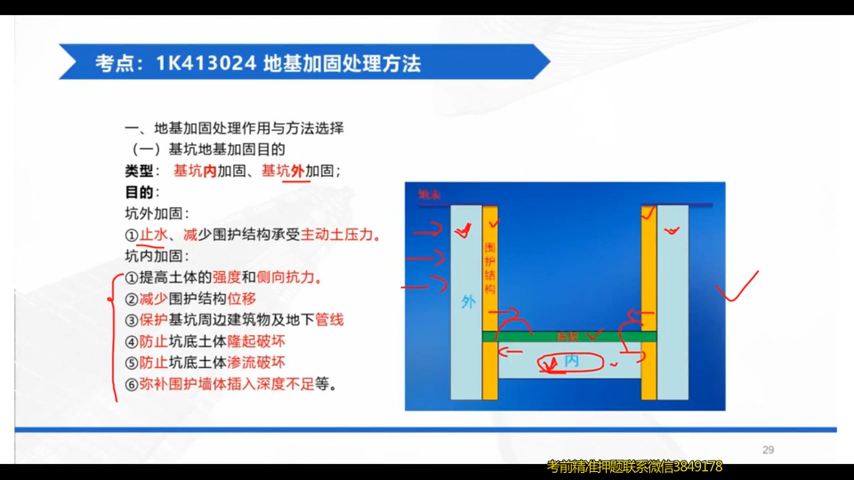 考点：1K413024 地基加固处理方法
一、地基加固处理作用与方法选择
（一）基坑地基加固目的
类型： 基坑内加固、基坑外加固；
目的：
坑外加固：
①止水、减少围护结构承受主动土压力。
坑内加固：
①提高土体的强度和侧向抗力。
②减少围护结构位移
③保护基坑周边建筑物及地下管线
④防止坑底土体隆起破坏
⑤防止坑底土体渗流破坏
⑥弥补围护墙体插入深度不足等。
围护结构
外
内
29
考前精准押题联系微信3849178